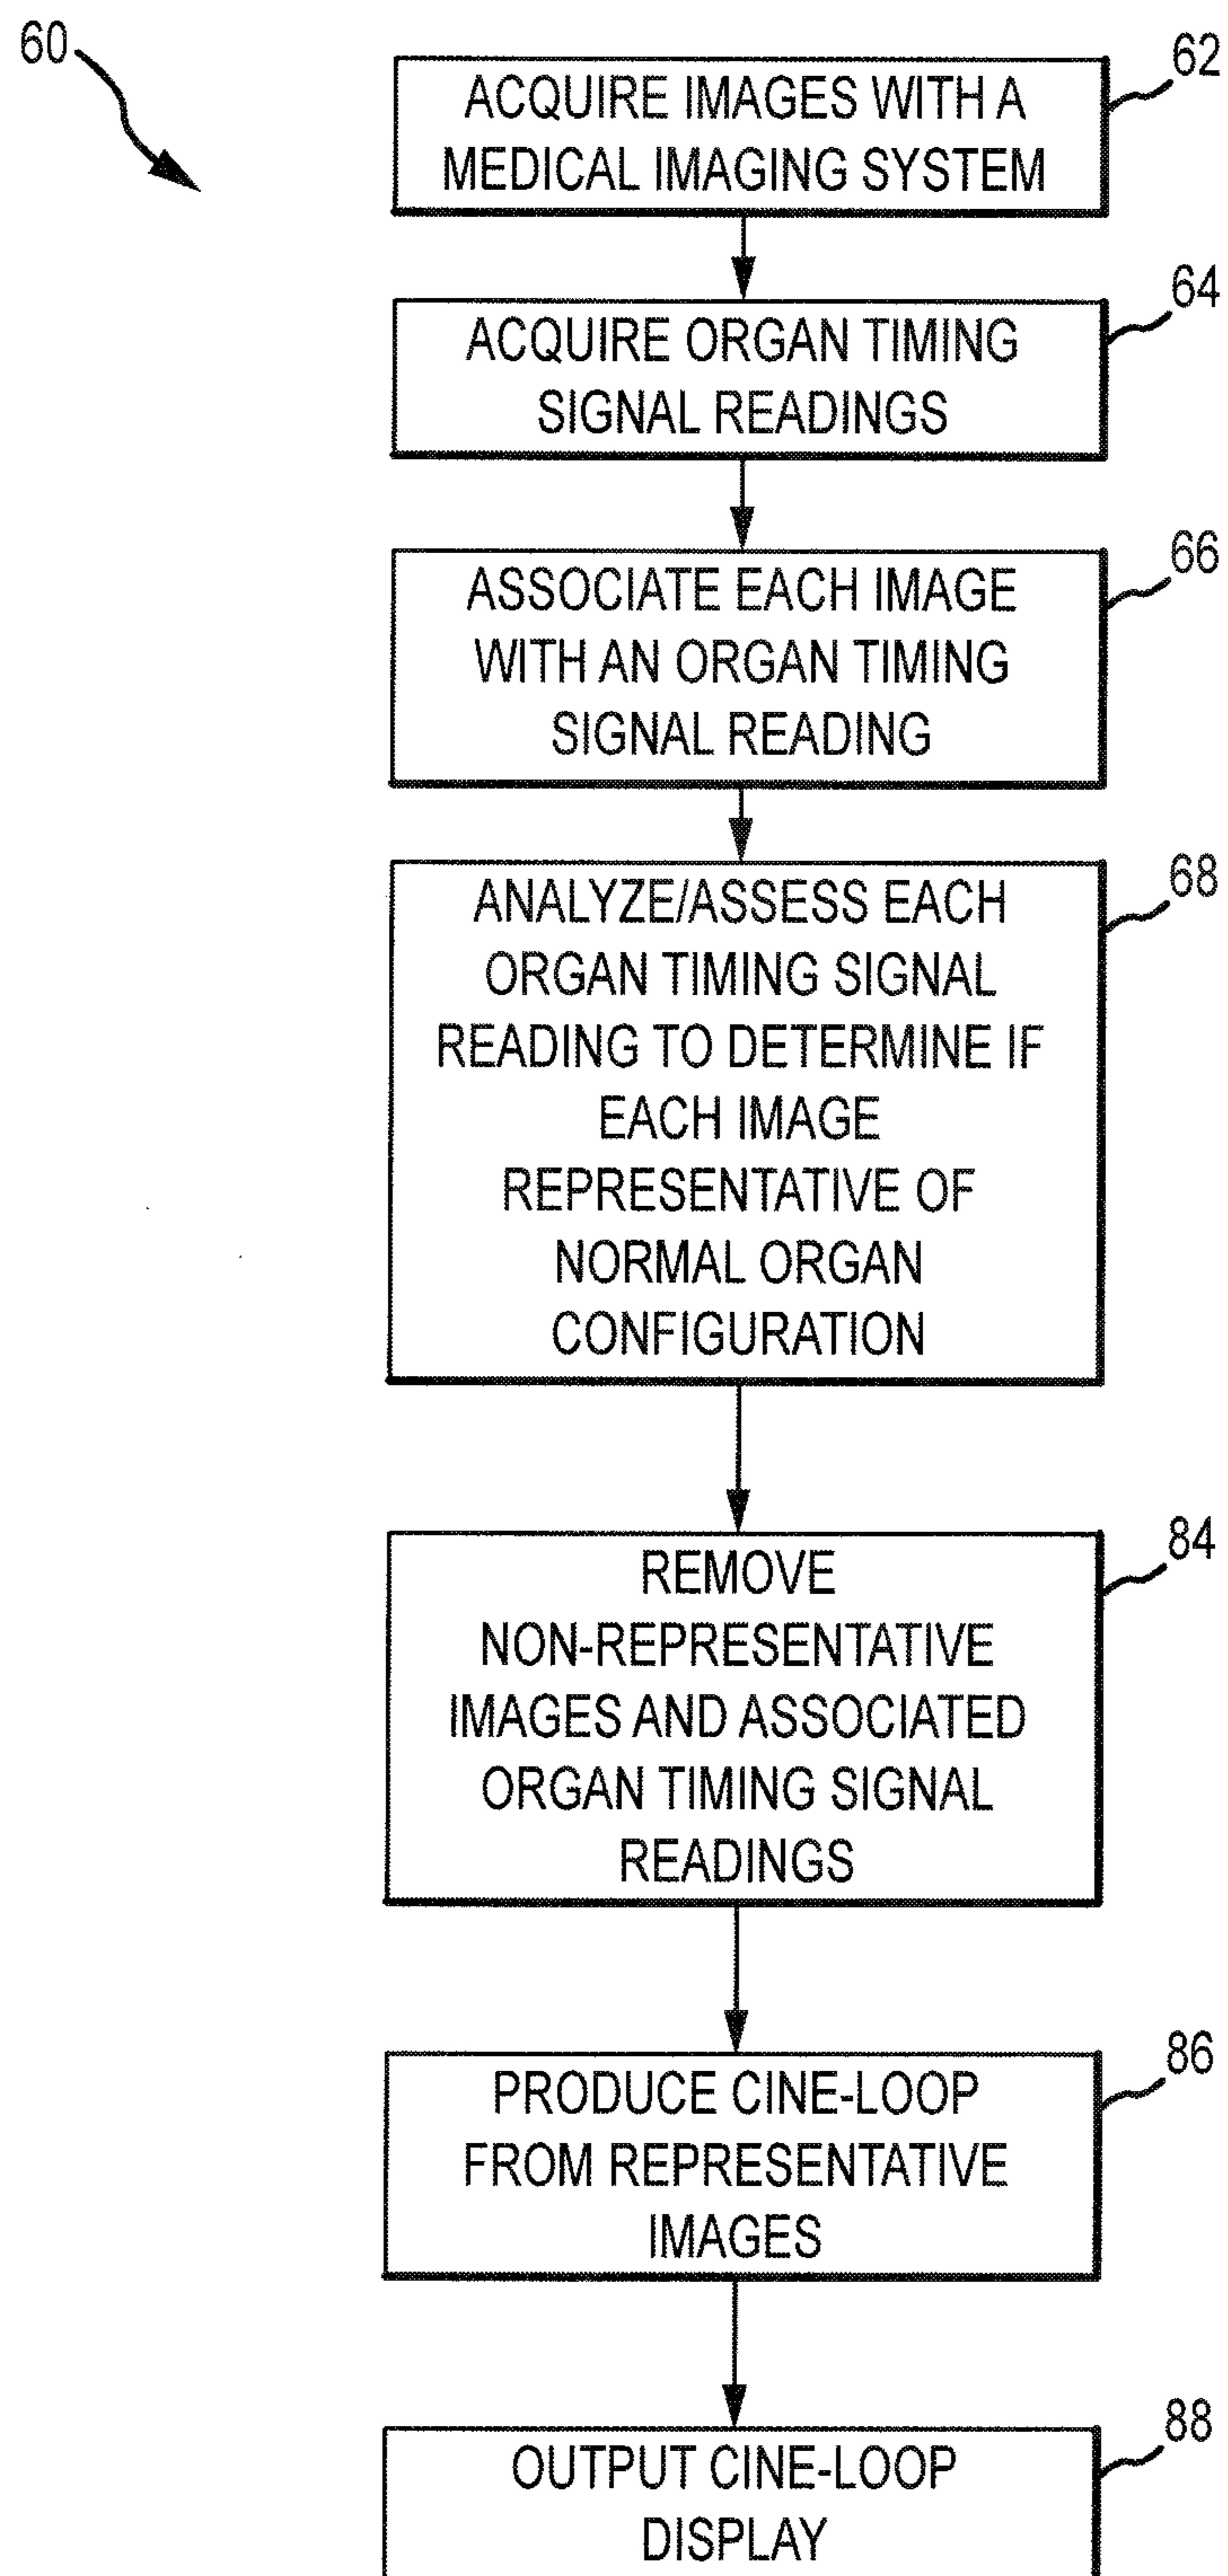 60
62
ACQUIRE IMAGES WITH A
MEDICAL IMAGING SYSTEM
64
ACQUIRE ORGAN TIMING
SIGNAL READINGS
66
ASSOCIATE EACH IMAGE
WITH AN ORGAN TIMING
SIGNAL READING
68
ANALYZE/ASSESS EACH
ORGAN TIMING SIGNAL
READING TO DETERMINE IF
EACH IMAGE
REPRESENTATIVE OF
NORMAL ORGAN
CONFIGURATION
84
REMOVE
NON-REPRESENTATIVE
IMAGES AND ASSOCIATED
ORGAN TIMING SIGNAL
READINGS
86
PRODUCE CINE-LOOP
FROM REPRESENTATIVE
IMAGES
88
OUTPUT CINE-LOOP
DISPLAY